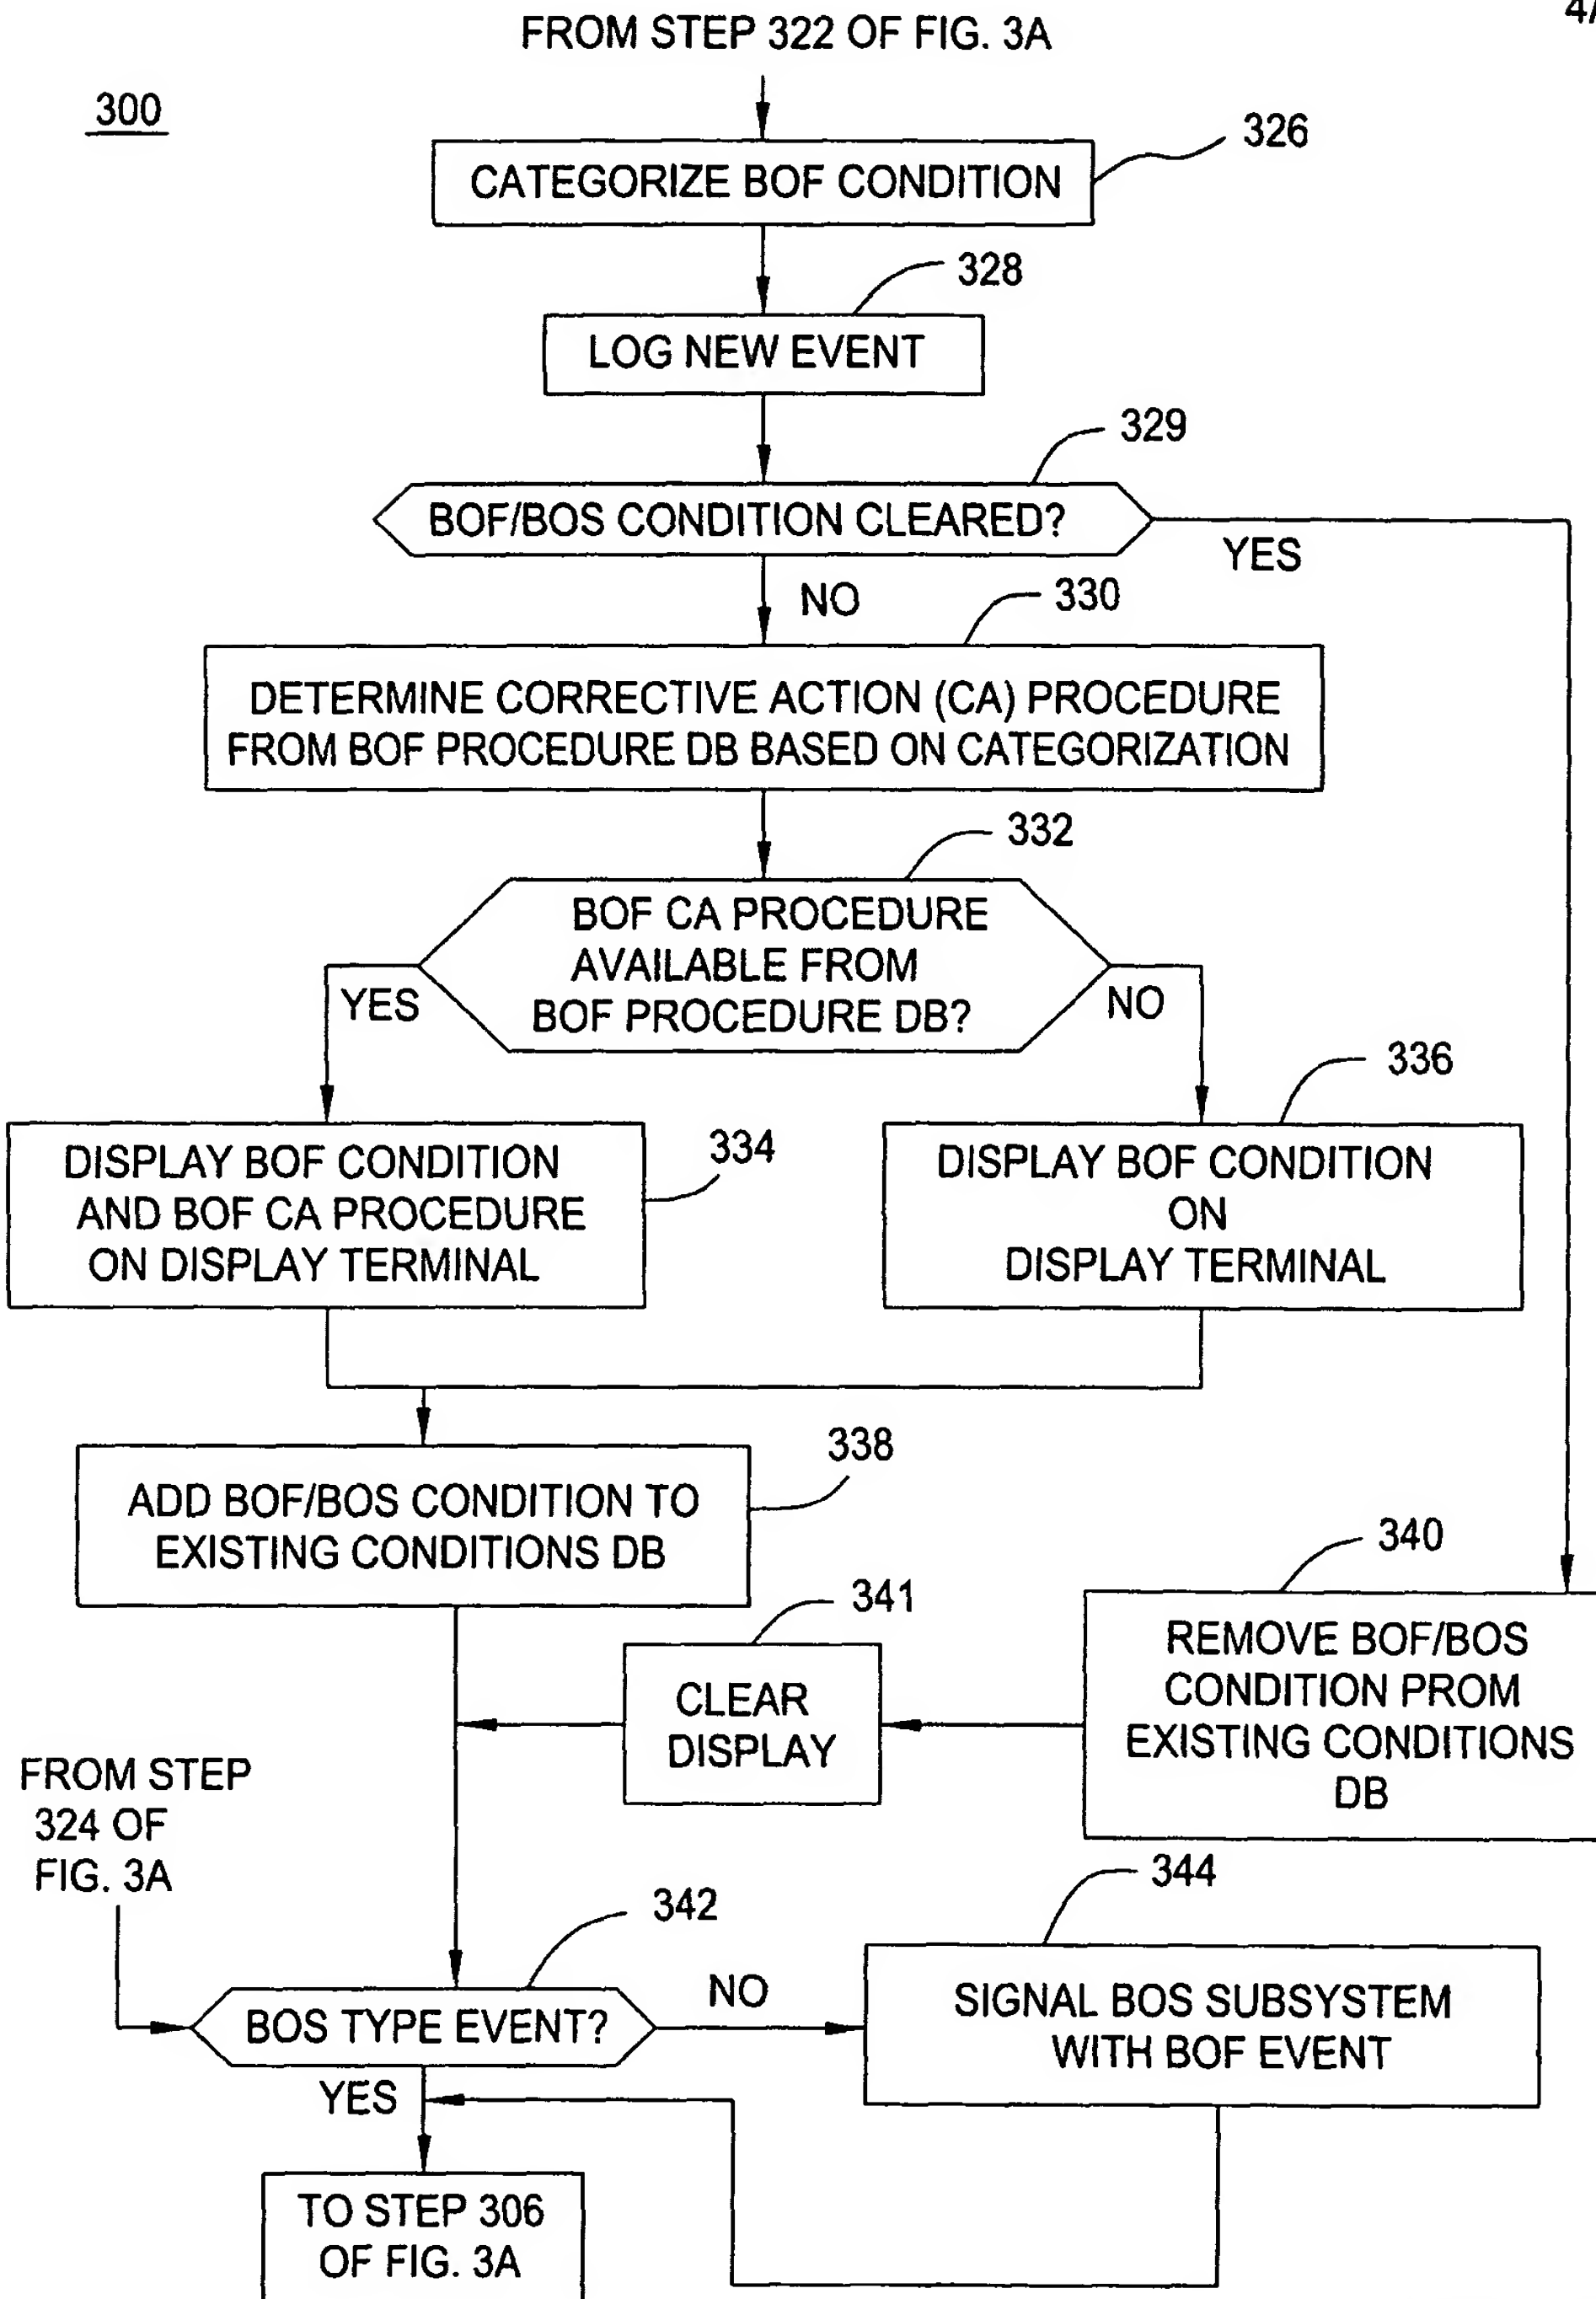 4/
FROM STEP 322 OF FIG. 3A
300
326
CATEGORIZE BOF CONDITION
328
LOG NEW EVENT
329
BOF/BOS CONDITION CLEARED?
YES
NO
330
DETERMINE CORRECTIVE ACTION (CA) PROCEDURE
FROM BOF PROCEDURE DB BASED ON CATEGORIZATION
332
BOF CA PROCEDURE
AVAILABLE FROM
BOF PROCEDURE DB?
YES
NO
336
DISPLAY BOF CONDITION
AND BOF CA PROCEDURE
ON DISPLAY TERMINAL
334
DISPLAY BOF CONDITION
ON
DISPLAY TERMINAL
338
ADD BOF/BOS CONDITION TO
EXISTING CONDITIONS DB
340
341
REMOVE BOF/BOS
CONDITION PROM
EXISTING CONDITIONS
DB
CLEAR
DISPLAY
FROM STEP
324 OF
FIG. 3A
344
342
BOS TYPE EVENT?
NO
SIGNAL BOS SUBSYSTEM
WITH BOF EVENT
YES
TO STEP 306
OF FIG. 3A